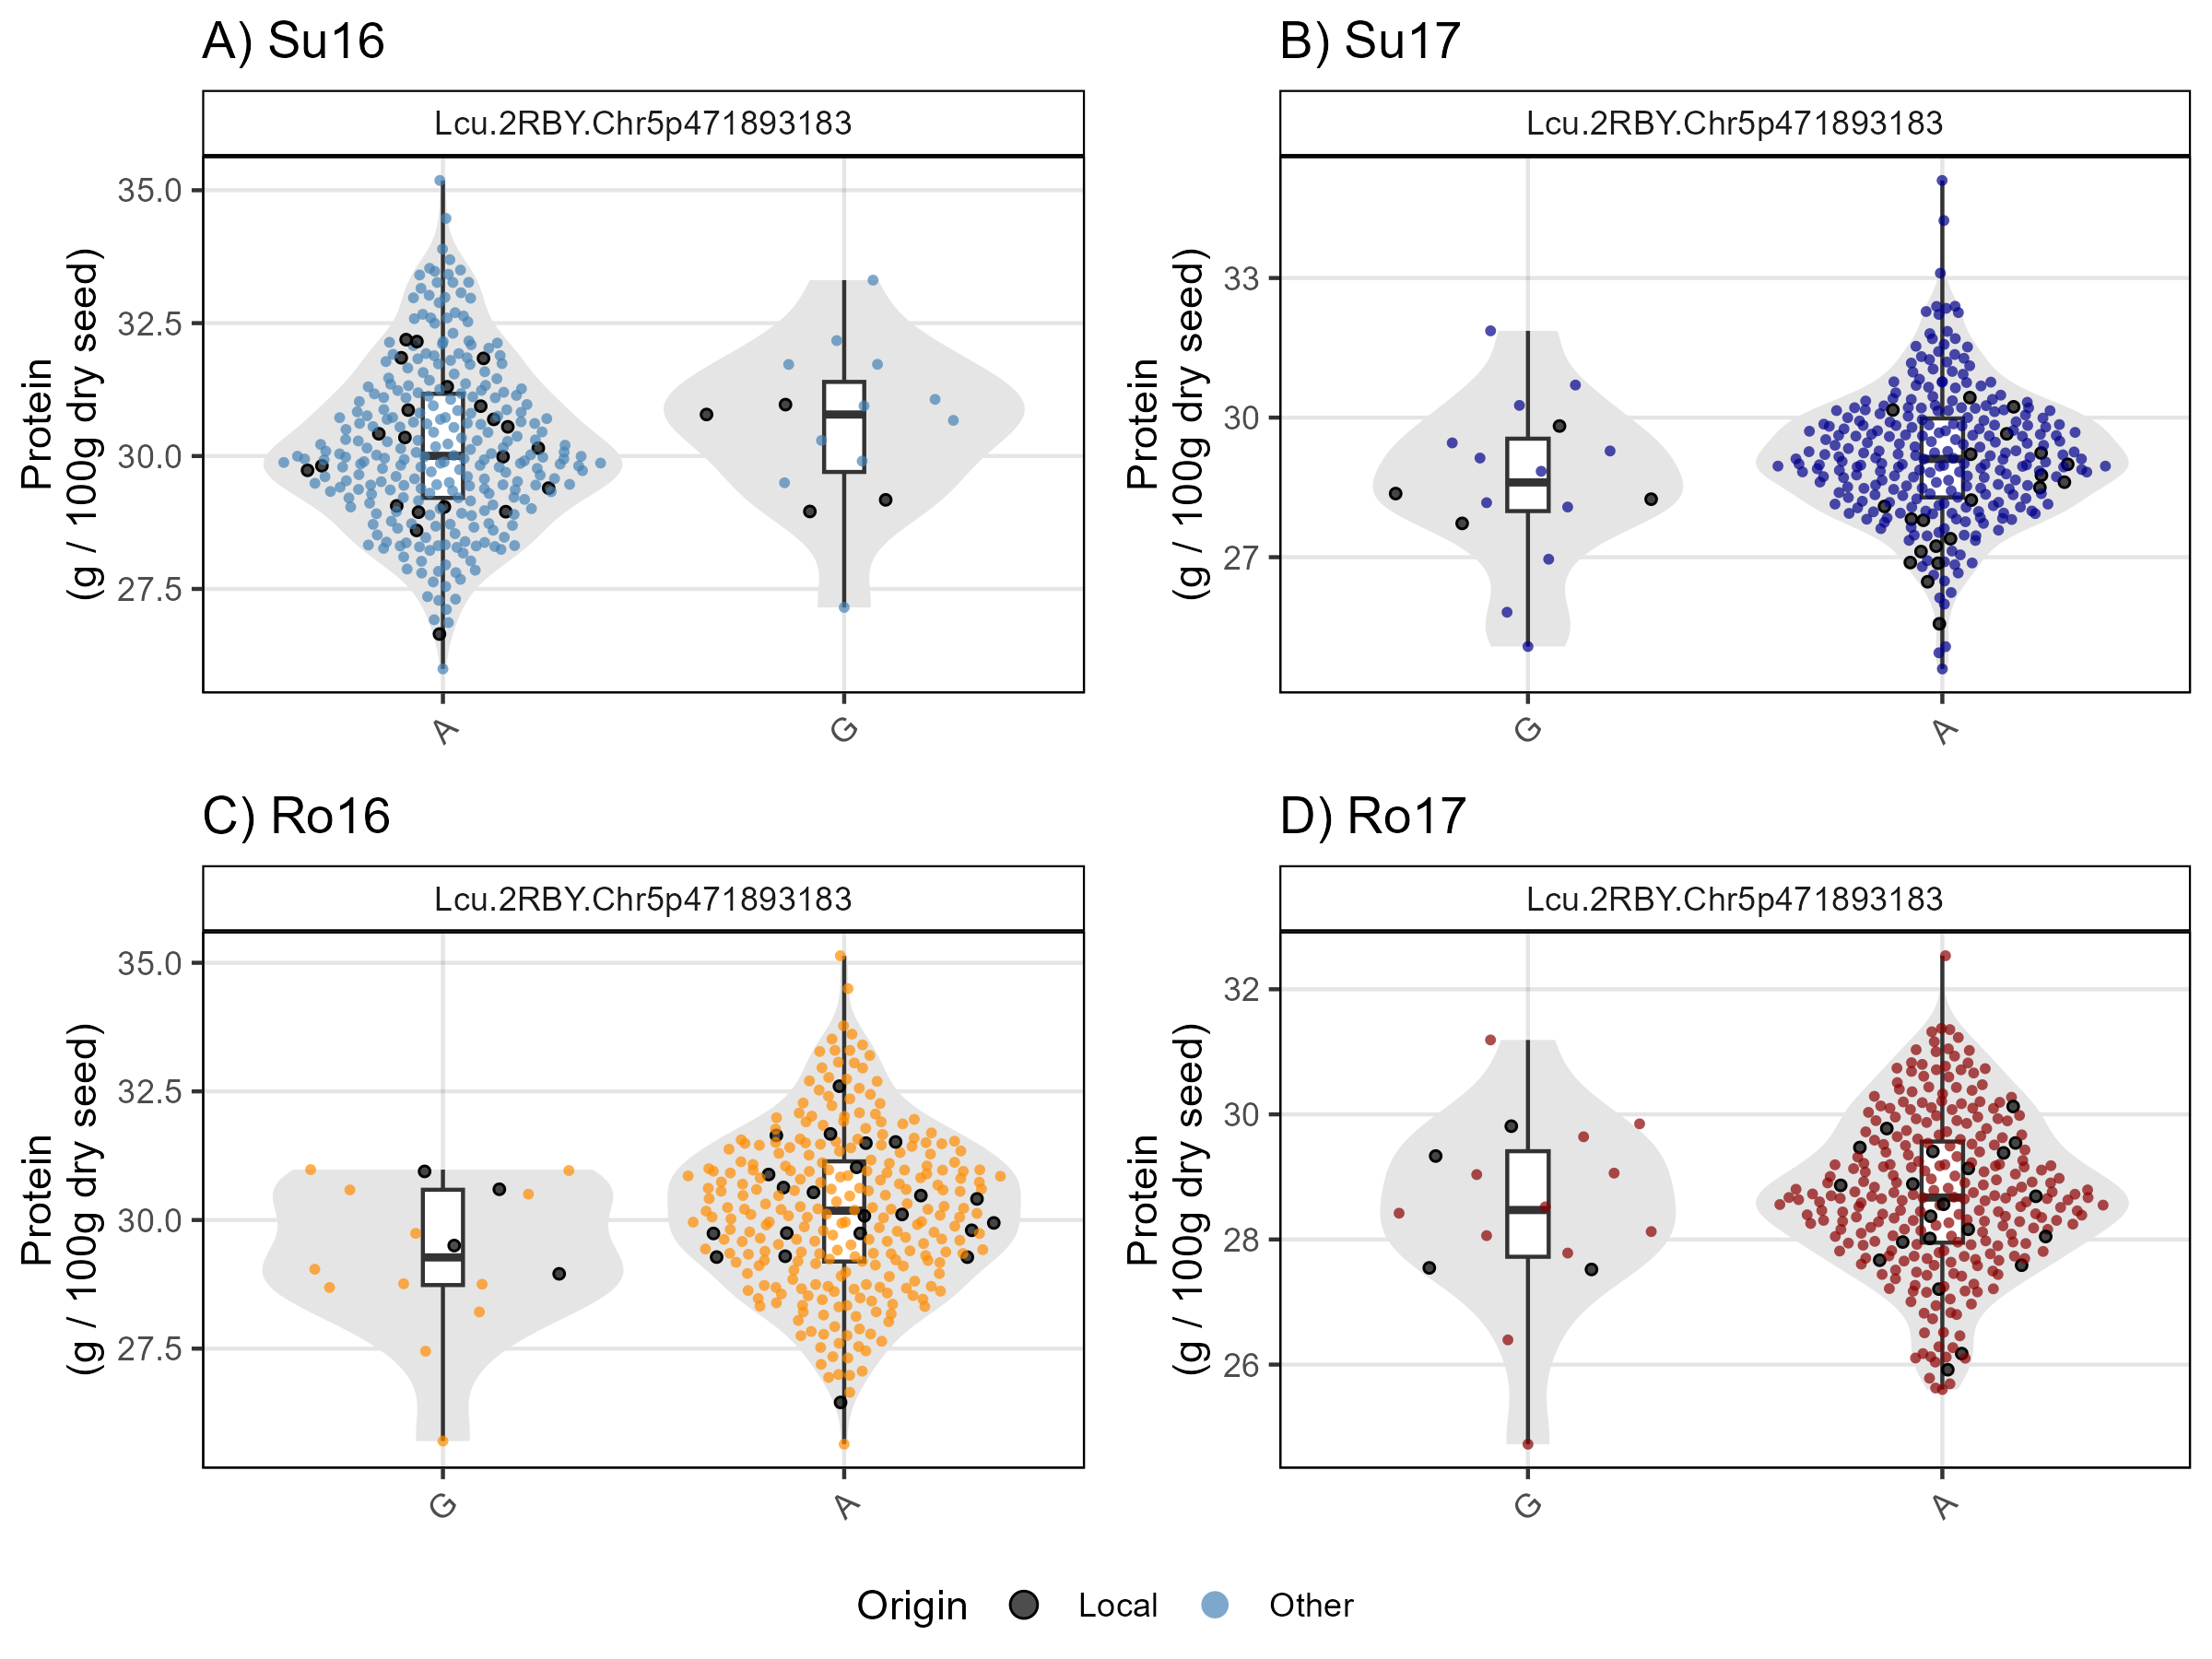 A) Su16
Lcu.2RBY.Chr5p471893183
Protein
(g / 100g dry seed)
35.0
32.5
30.0
27.5
A
G
B) Su17
Lcu.2RBY.Chr5p471893183
Protein
(g / 100g dry seed)
33
30
27
G
A
C) Ro16
Lcu.2RBY.Chr5p471893183
Protein
(g / 100g dry seed)
35.0
32.5
30.0
27.5
G
A
D) Ro17
Lcu.2RBY.Chr5p471893183
Protein
(g / 100g dry seed)
32
30
28
26
G
A
Origin Local Other